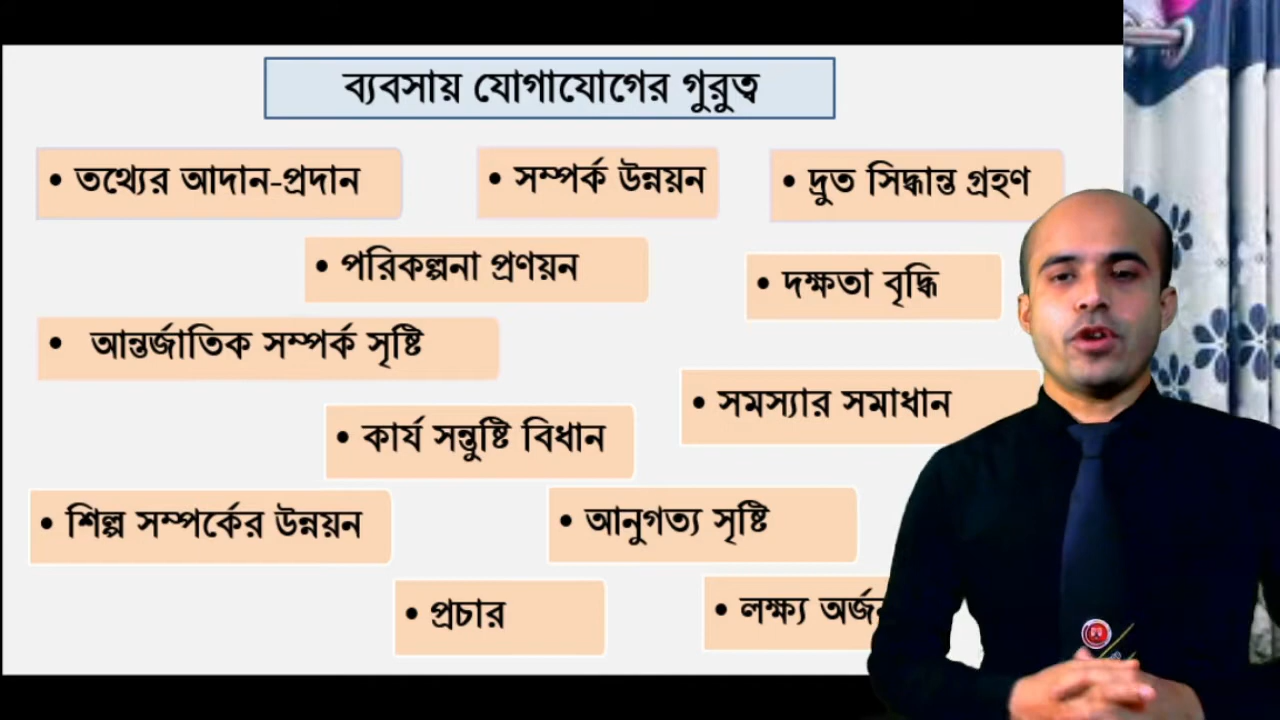 ব্যবসায় যোগাযোগের গুরুত্ব
• তথ্যের আদান-প্রদান
• সম্পর্ক উন্নয়ন
• দ্রুত সিদ্ধান্ত গ্রহণ
• পরিকল্পনা প্রণয়ন
• দক্ষতা বৃদ্ধি
• আন্তর্জাতিক সম্পর্ক সৃষ্টি
• সমস্যার সমাধান
• কার্য সন্তুষ্টি বিধান
• শিল্প সম্পর্কের উন্নয়ন
• আনুগত্য সৃষ্টি
• প্রচার
• লক্ষ্য